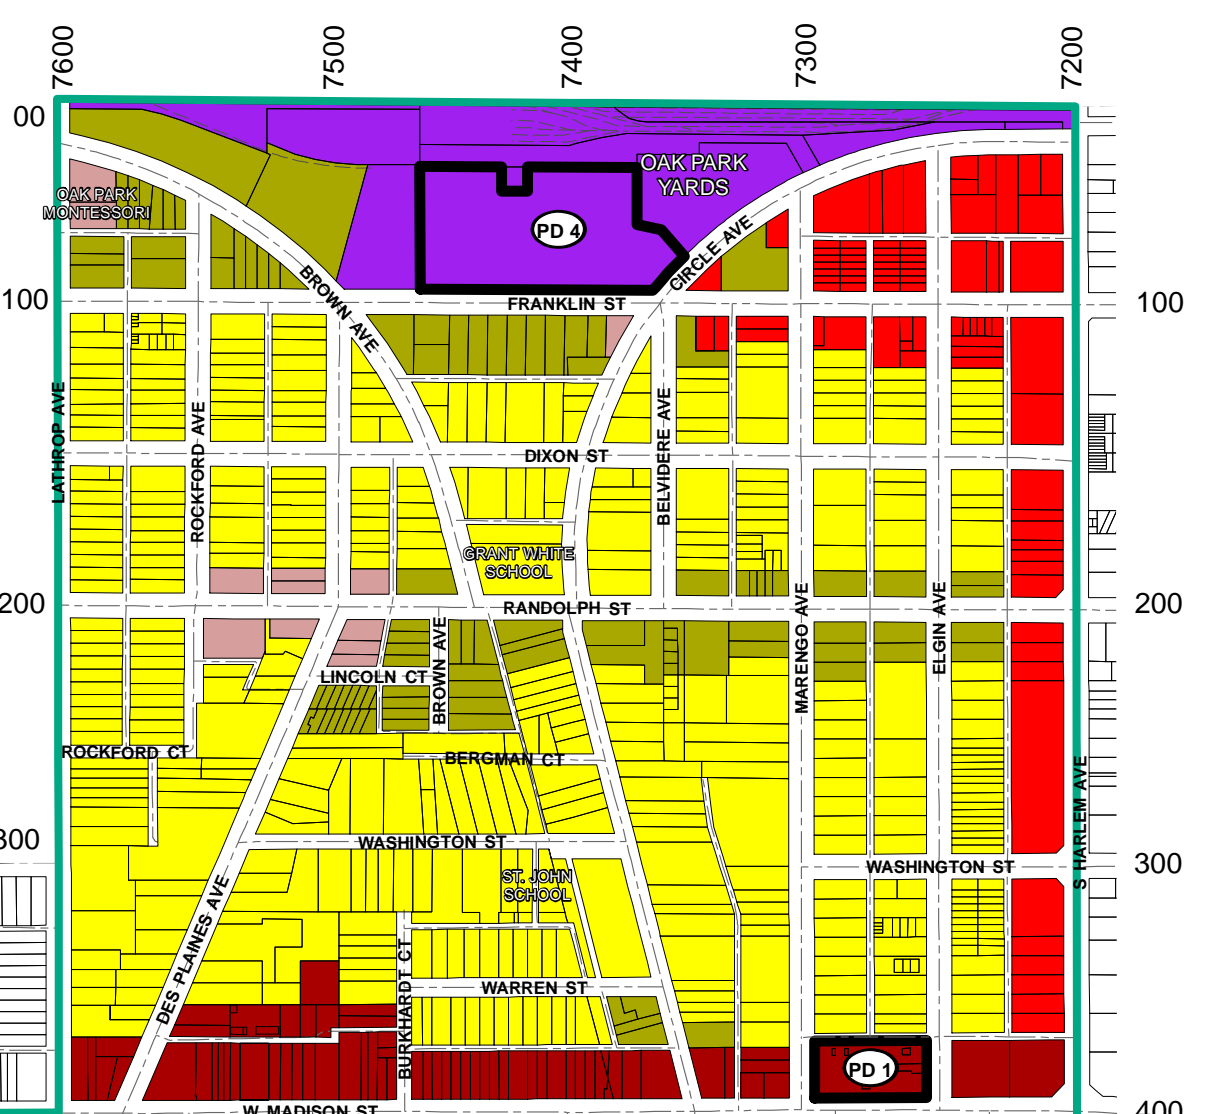 7600
7500
7400
7300
7200
00
OAK PARK
YARDS
OAK PARK
MONTESSORI
PD 4
CIRCLE AVE
BROWN AVE
100
FRANKLIN ST
100
LATHROP AVE
ROCKFORD AVE
BELVIDERE AVE
DIXON ST
GRANT WHITE
SCHOOL
200
RANDOLPH ST
200
MARENGO AVE
ELGIN AVE
BROWN AVE
LINCOLN CT
ROCKFORD CT
BERGMAN CT
S HARLEM AVE
300
WASHINGTON ST
WASHINGTON ST
300
ST. JOHN
SCHOOL
DES PLAINES AVE
BURKHARDT CT
WARREN ST
PD 1
W MADISON ST
400